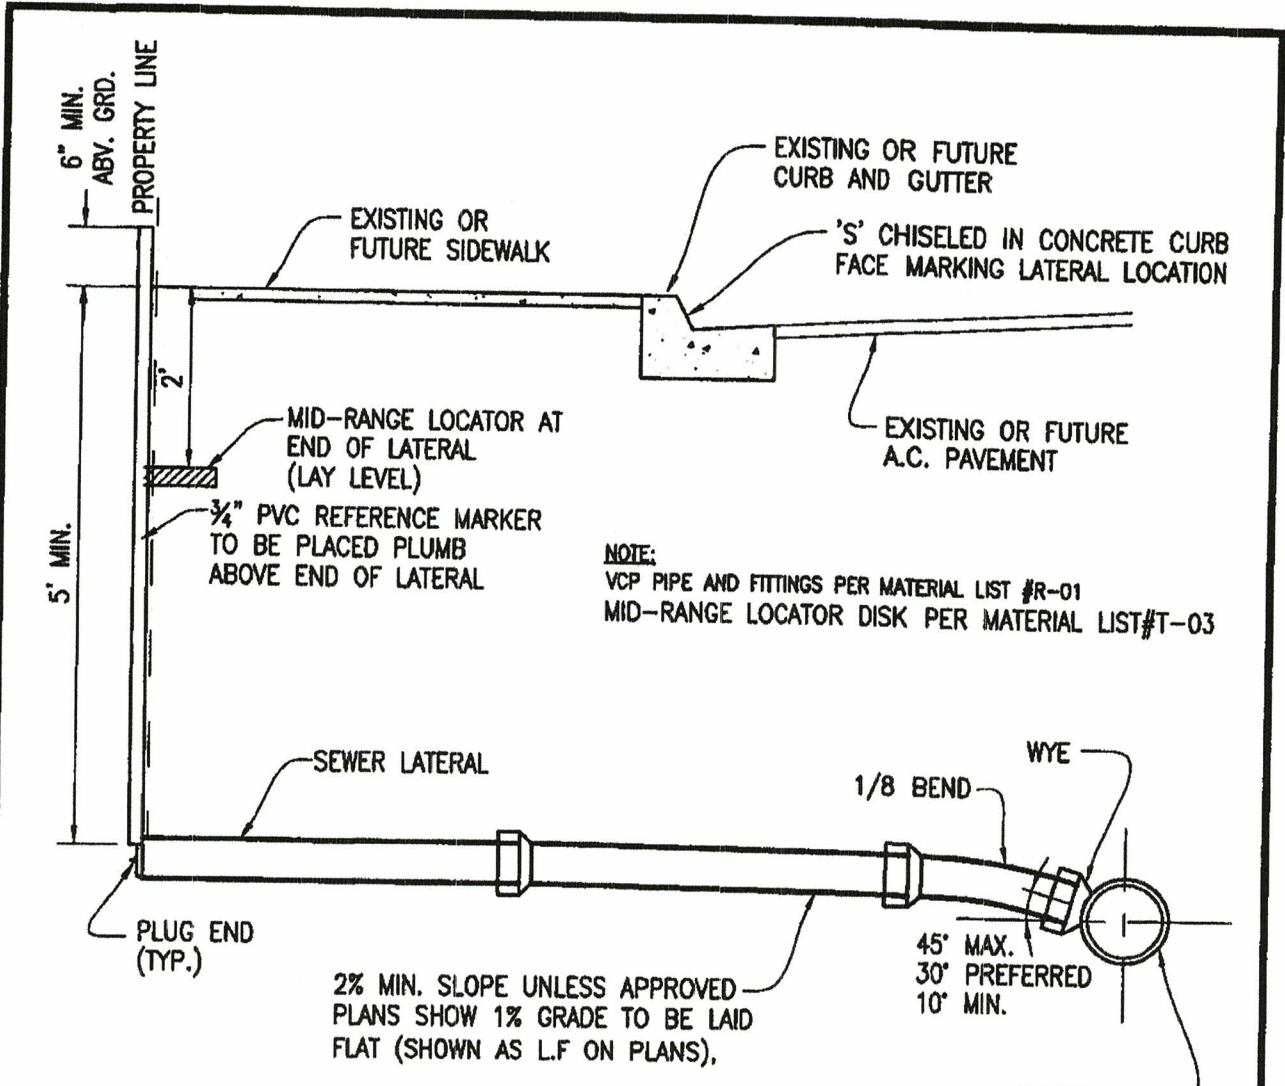 6" MIN.
ABV. GRD.
PROPERTY LINE
EXISTING OR
FUTURE SIDEWALK
EXISTING OR FUTURE
CURB AND GUTTER
'S' CHISELED IN CONCRETE CURB
FACE MARKING LATERAL LOCATION
2'
MID-RANGE LOCATOR AT
END OF LATERAL
(LAY LEVEL)
EXISTING OR FUTURE
A.C. PAVEMENT
3/4" PVC REFERENCE MARKER
TO BE PLACED PLUMB
ABOVE END OF LATERAL
5' MIN.
NOTE:
VCP PIPE AND FITTINGS PER MATERIAL LIST #R-01
MID-RANGE LOCATOR DISK PER MATERIAL LIST#T-03
SEWER LATERAL
WYE
1/8 BEND
PLUG END
(TYP.)
45° MAX.
30° PREFERRED
10° MIN.
2% MIN. SLOPE UNLESS APPROVED
PLANS SHOW 1% GRADE TO BE LAID
FLAT (SHOWN AS L.F ON PLANS).